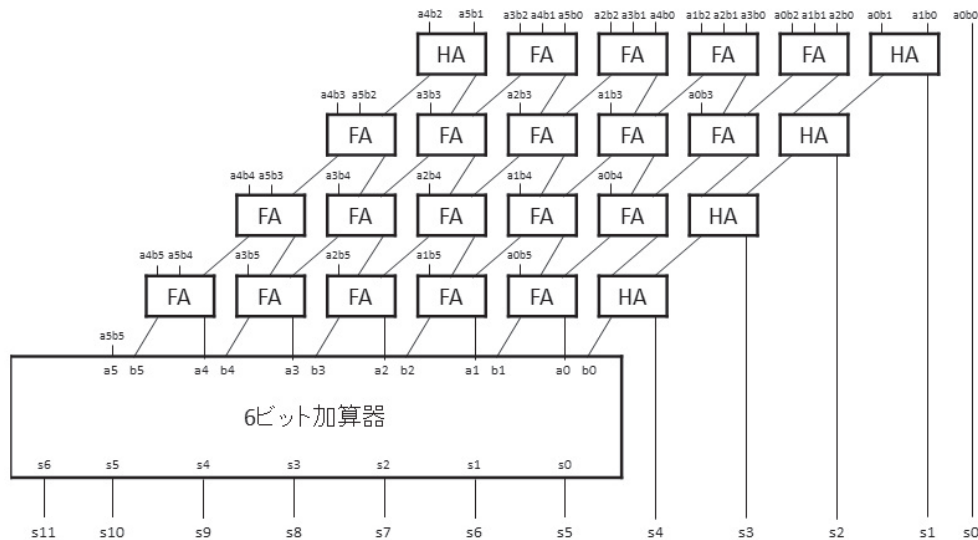 a4b2 a5b1 a3b2 a4b1 a5b0 a2b2 a3b1 a4b0 a1b2 a2b1 a3b0 a0b2 a1b1 a2b0 a0b1 a1b0 a0b0
HA FA FA FA FA HA
a4b3 a5b2 a3b3 a2b3 a1b3 a0b3
FA FA FA FA FA HA
a4b4 a5b3 a3b4 a2b4 a1b4 a0b4
FA FA FA FA FA HA
a4b5 a5b4 a3b5 a2b5 a1b5 a0b5
FA FA FA FA FA HA
a5b5
a5 b5 a4 b4 a3 b3 a2 b2 a1 b1 a0 b0
6ビット加算器
s6 s5 s4 s3 s2 s1 s0
s11 s10 s9 s8 s7 s6 s5 s4 s3 s2 s1 s0